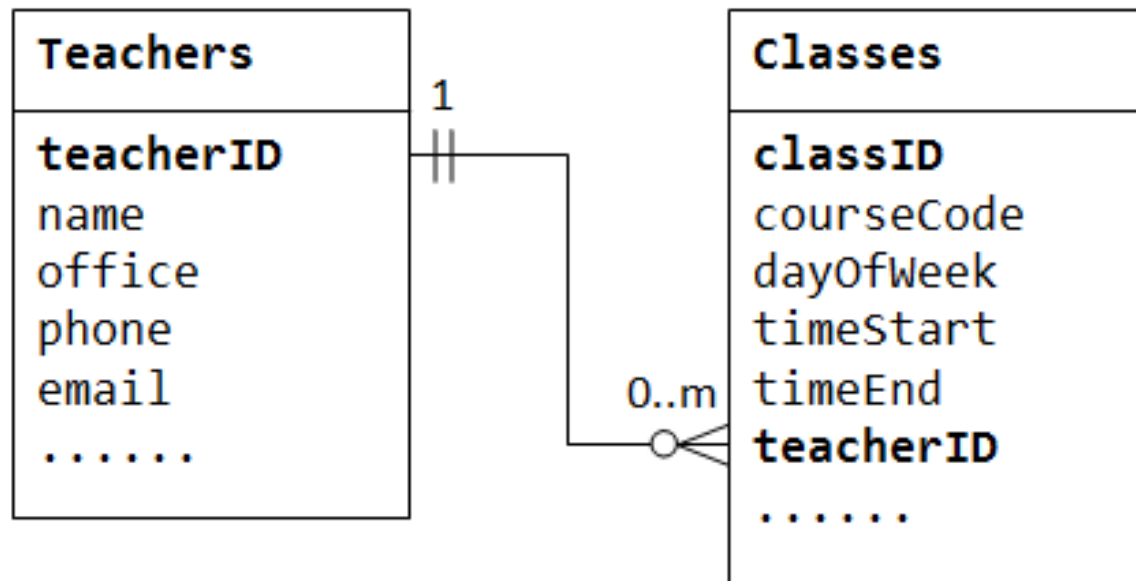 Teachers
teacherID
name
office
phone
email
......
1
0..m
Classes
classID
courseCode
dayOfWeek
timeStart
timeEnd
teacherID
......